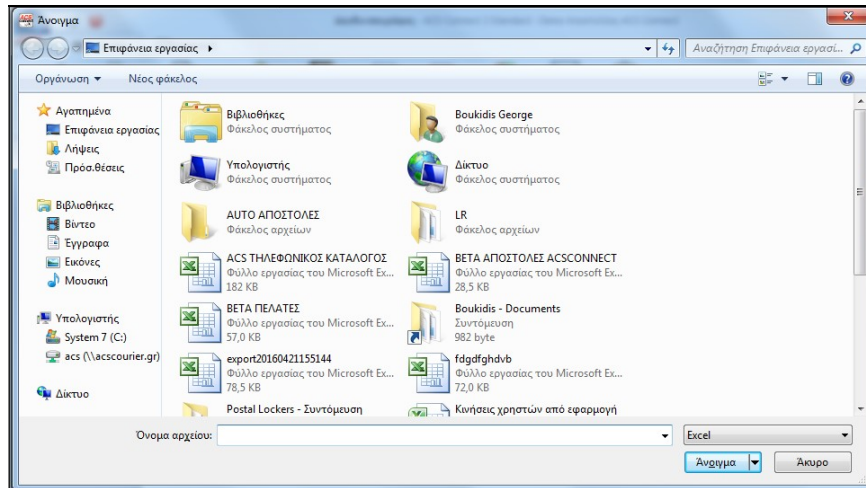 Άνοιγμα
Επιφάνεια εργασίας
Αναζήτηση Επιφάνεια εργασί...
Οργάνωση
Νέος φάκελος
Αγαπημένα
Επιφάνεια εργασίας
Λήψεις
Πρόσ.θέσεις
Βιβλιοθήκες
Βίντεο
Έγγραφα
Εικόνες
Μουσική
Υπολογιστής
System 7 (C:)
acs (\\acscourier.gr)
Δίκτυο
Βιβλιοθήκες
Φάκελος συστήματος
Boukidis George
Φάκελος συστήματος
Υπολογιστής
Φάκελος συστήματος
Δίκτυο
Φάκελος συστήματος
AUTO ΑΠΟΣΤΟΛΕΣ
Φάκελος αρχείων
LR
Φάκελος αρχείων
ACS ΤΗΛΕΦΩΝΙΚΟΣ ΚΑΤΑΛΟΓΟΣ
Φύλλο εργασίας του Microsoft Ex...
182 KB
BETA ΑΠΟΣΤΟΛΕΣ ACSCONNECT
Φύλλο εργασίας του Microsoft Ex...
28,5 KB
BETA ΠΕΛΑΤΕΣ
Φύλλο εργασίας του Microsoft Ex...
57,0 KB
Boukidis - Documents
Συντόμευση
982 byte
export20160421155144
Φύλλο εργασίας του Microsoft Ex...
78,5 KB
fdgdfghdvb
Φύλλο εργασίας του Microsoft Ex...
72,0 KB
Postal Lockers - Συντόμευση
Κινήσεις χρηστών από εφαρμογή
Όνομα αρχείου:
Excel
Άνοιγμα
Άκυρο